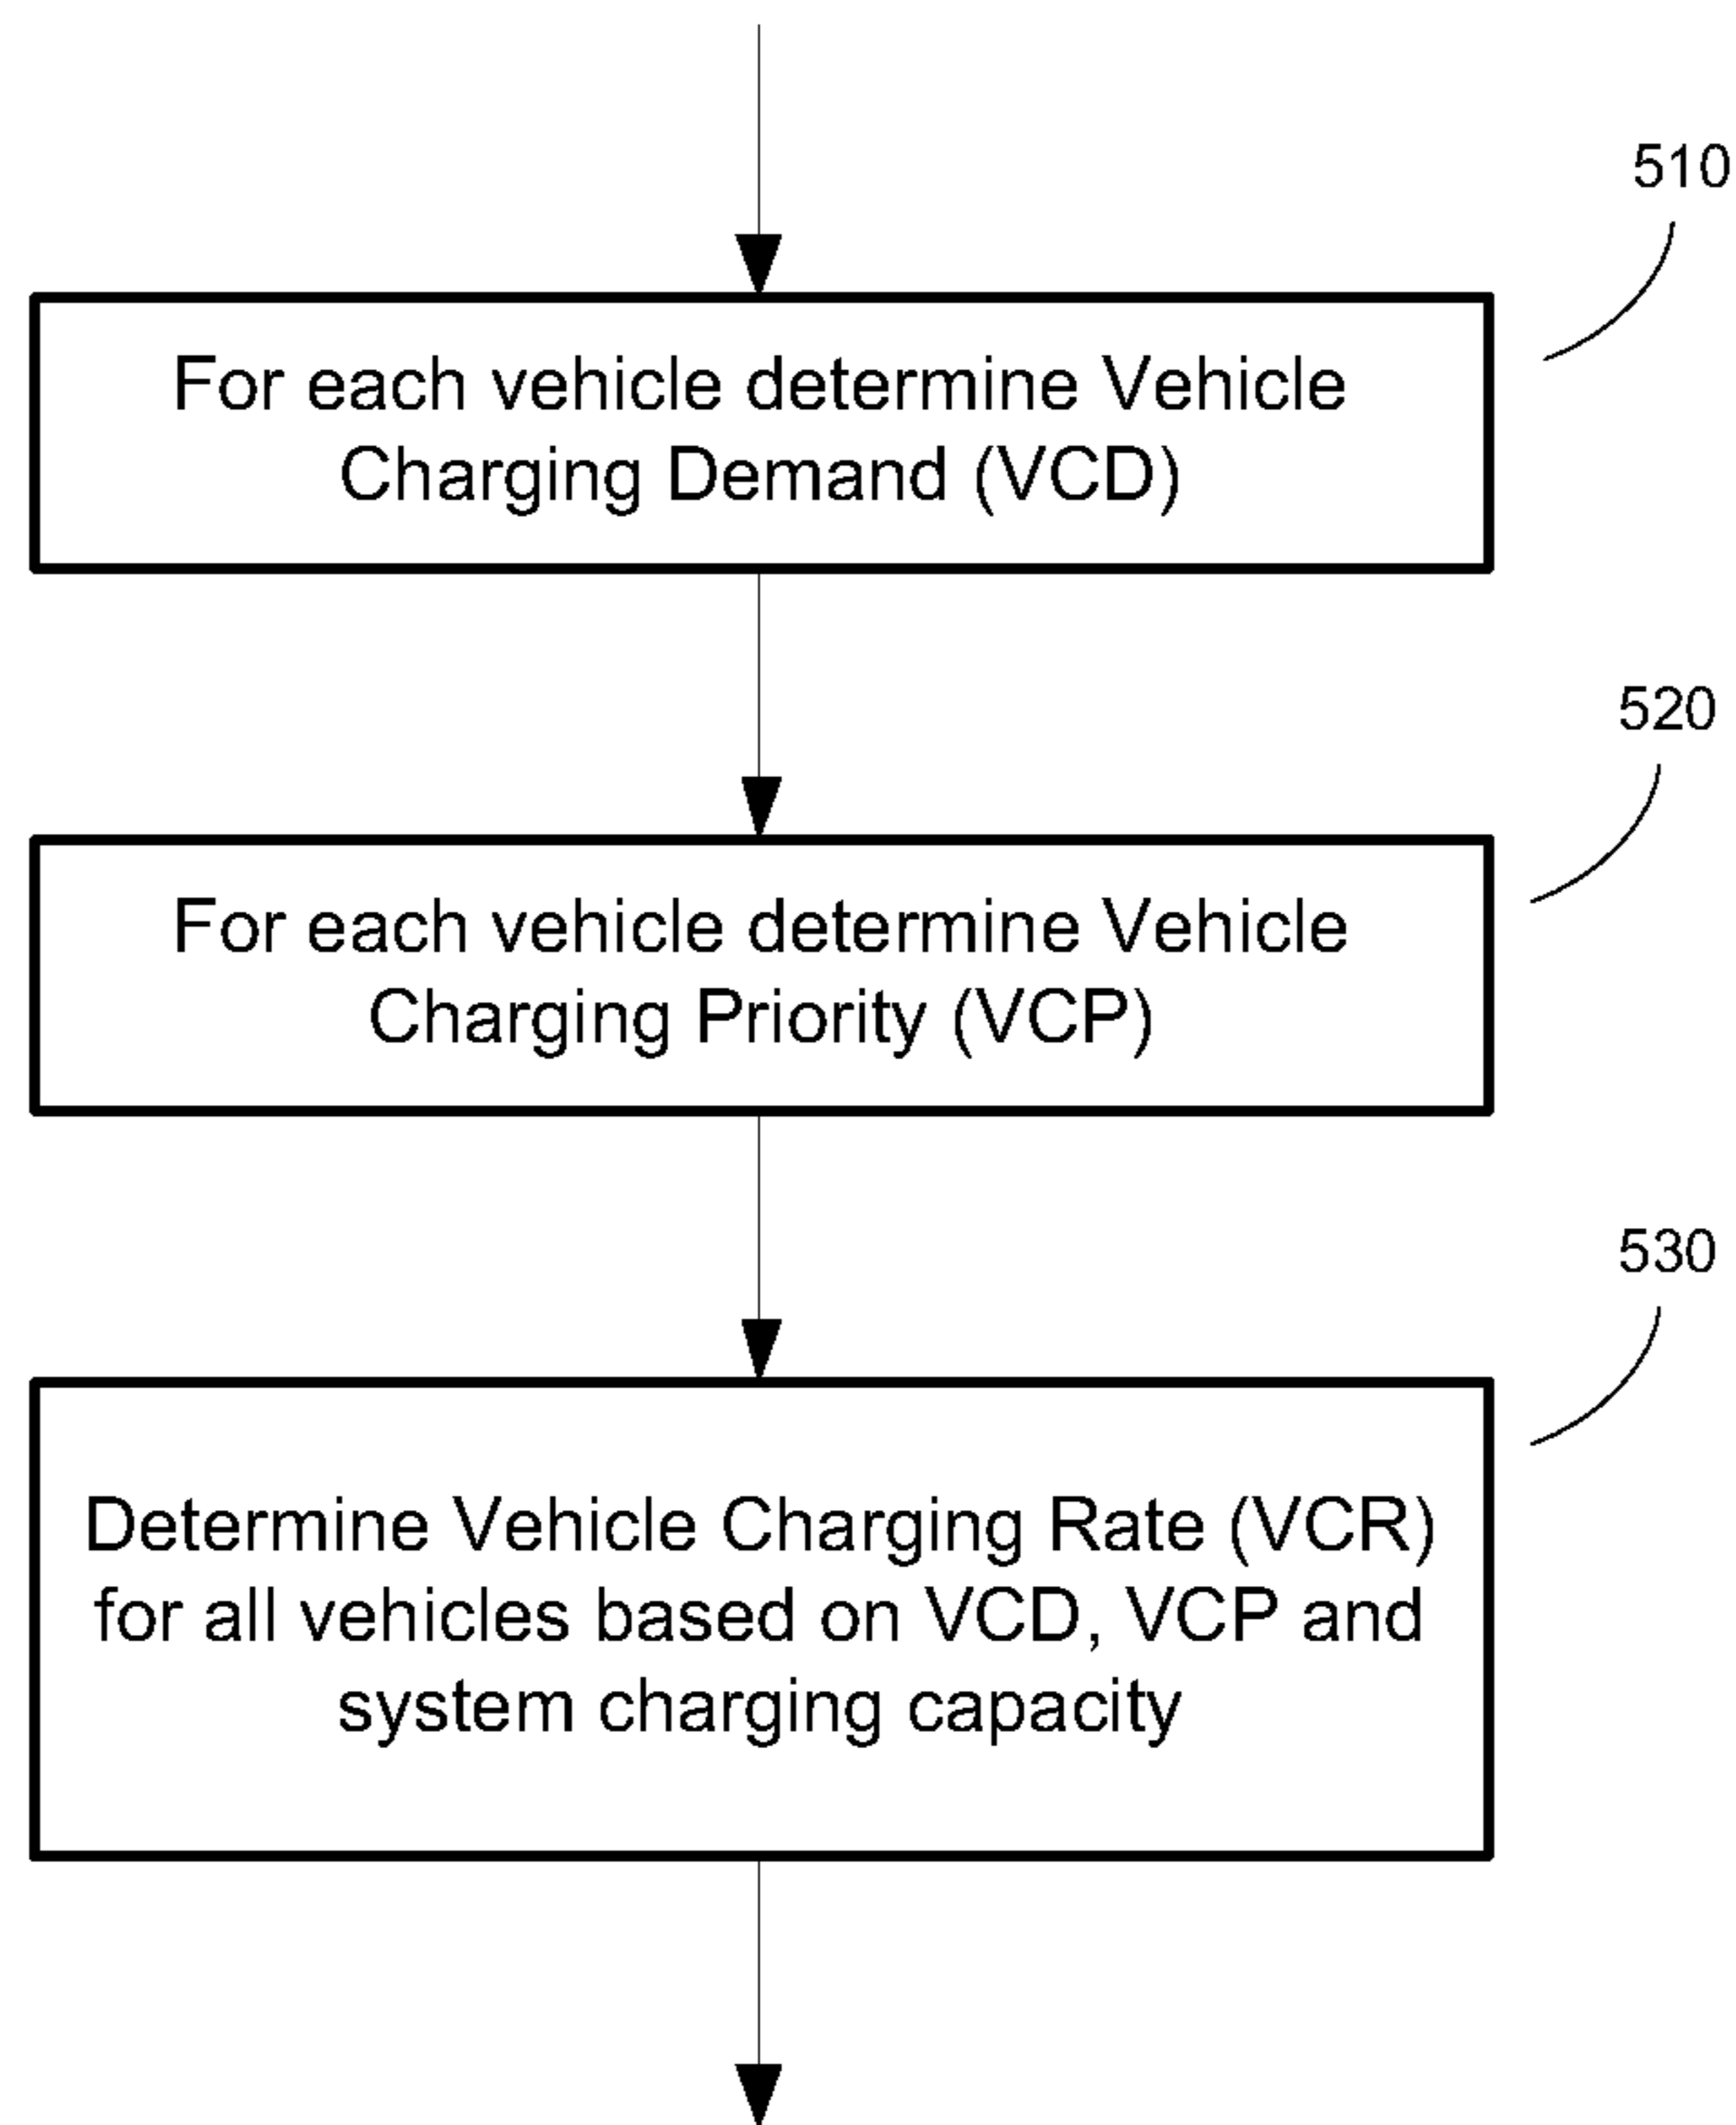 510
For each vehicle determine Vehicle
Charging Demand (VCD)
520
For each vehicle determine Vehicle
Charging Priority (VCP)
530
Determine Vehicle Charging Rate (VCR)
for all vehicles based on VCD, VCP and
system charging capacity